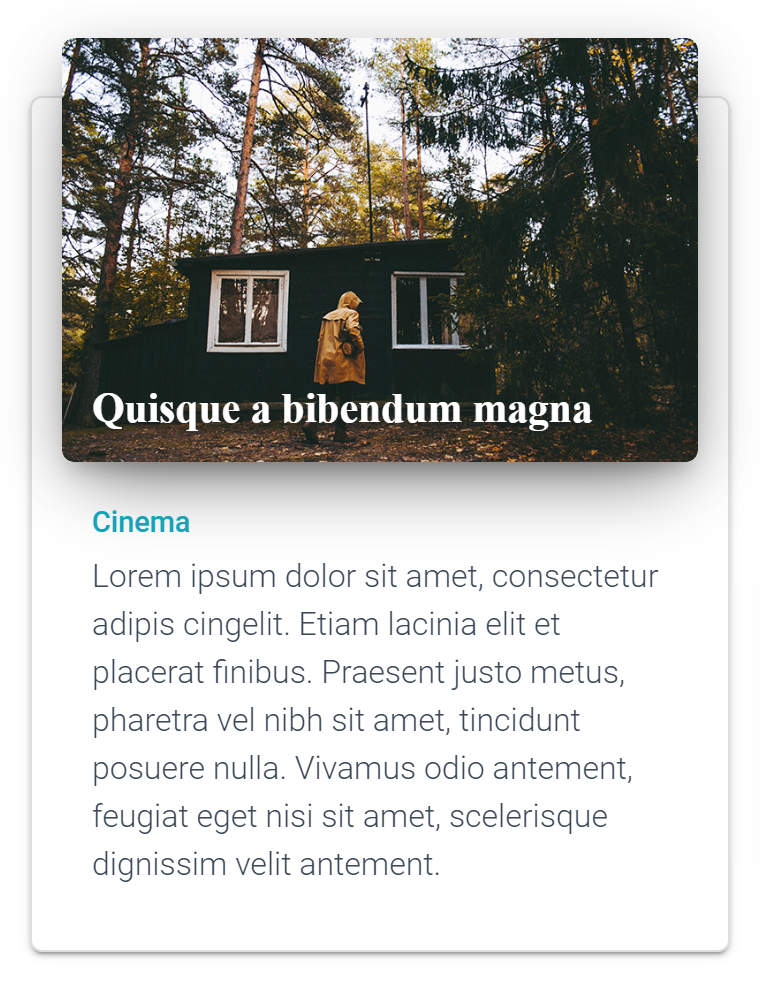 Quisque a bibendum magna
Cinema
Lorem ipsum dolor sit amet, consectetur
adipis cingelit. Etiam lacinia elit et
placerat finibus. Praesent justo metus,
pharetra vel nibh sit amet, tincidunt
posuere nulla. Vivamus odio antement,
feugiat eget nisi sit amet, scelerisque
dignissim velit antement.